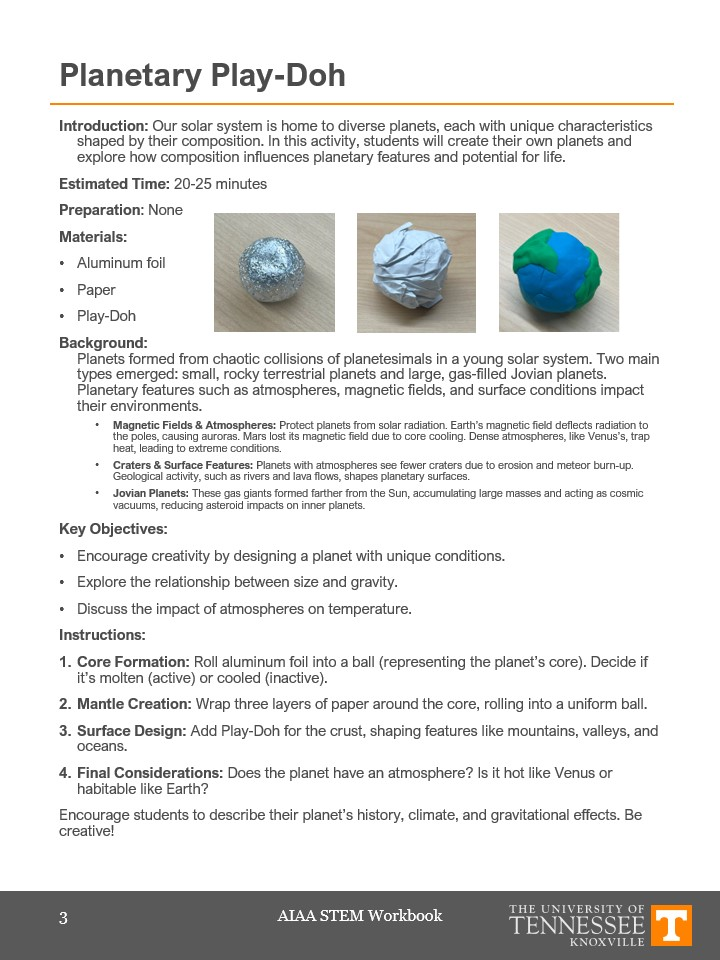 Planetary Play-Doh
Introduction: Our solar system is home to diverse planets, each with unique characteristics
shaped by their composition. In this activity, students will create their own planets and
explore how composition influences planetary features and potential for life.
Estimated Time: 20-25 minutes
Preparation: None
Materials:
• Aluminum foil
• Paper
• Play-Doh
Background:
Planets formed from chaotic collisions of planetesimals in a young solar system. Two main
types emerged: small, rocky terrestrial planets and large, gas-filled Jovian planets.
Planetary features such as atmospheres, magnetic fields, and surface conditions impact
their environments.
• Magnetic Fields & Atmospheres: Protect planets from solar radiation. Earth's magnetic field deflects radiation to
the poles, causing auroras. Mars lost its magnetic field due to core cooling. Dense atmospheres, like Venus's, trap
heat, leading to extreme conditions.
• Craters & Surface Features: Planets with atmospheres see fewer craters due to erosion and meteor burn-up.
Geological activity, such as rivers and lava flows, shapes planetary surfaces.
• Jovian Planets: These gas giants formed farther from the Sun, accumulating large masses and acting as cosmic
vacuums, reducing asteroid impacts on inner planets.
Key Objectives:
• Encourage creativity by designing a planet with unique conditions.
• Explore the relationship between size and gravity.
• Discuss the impact of atmospheres on temperature.
Instructions:
1. Core Formation: Roll aluminum foil into a ball (representing the planet's core). Decide if
it's molten (active) or cooled (inactive).
2. Mantle Creation: Wrap three layers of paper around the core, rolling into a uniform ball.
3. Surface Design: Add Play-Doh for the crust, shaping features like mountains, valleys, and
oceans.
4. Final Considerations: Does the planet have an atmosphere? Is it hot like Venus or
habitable like Earth?
Encourage students to describe their planet's history, climate, and gravitational effects. Be
creative!
3
AIAA STEM Workbook
THE UNIVERSITY OF
TENNESSEE
KNOXVILLE
T